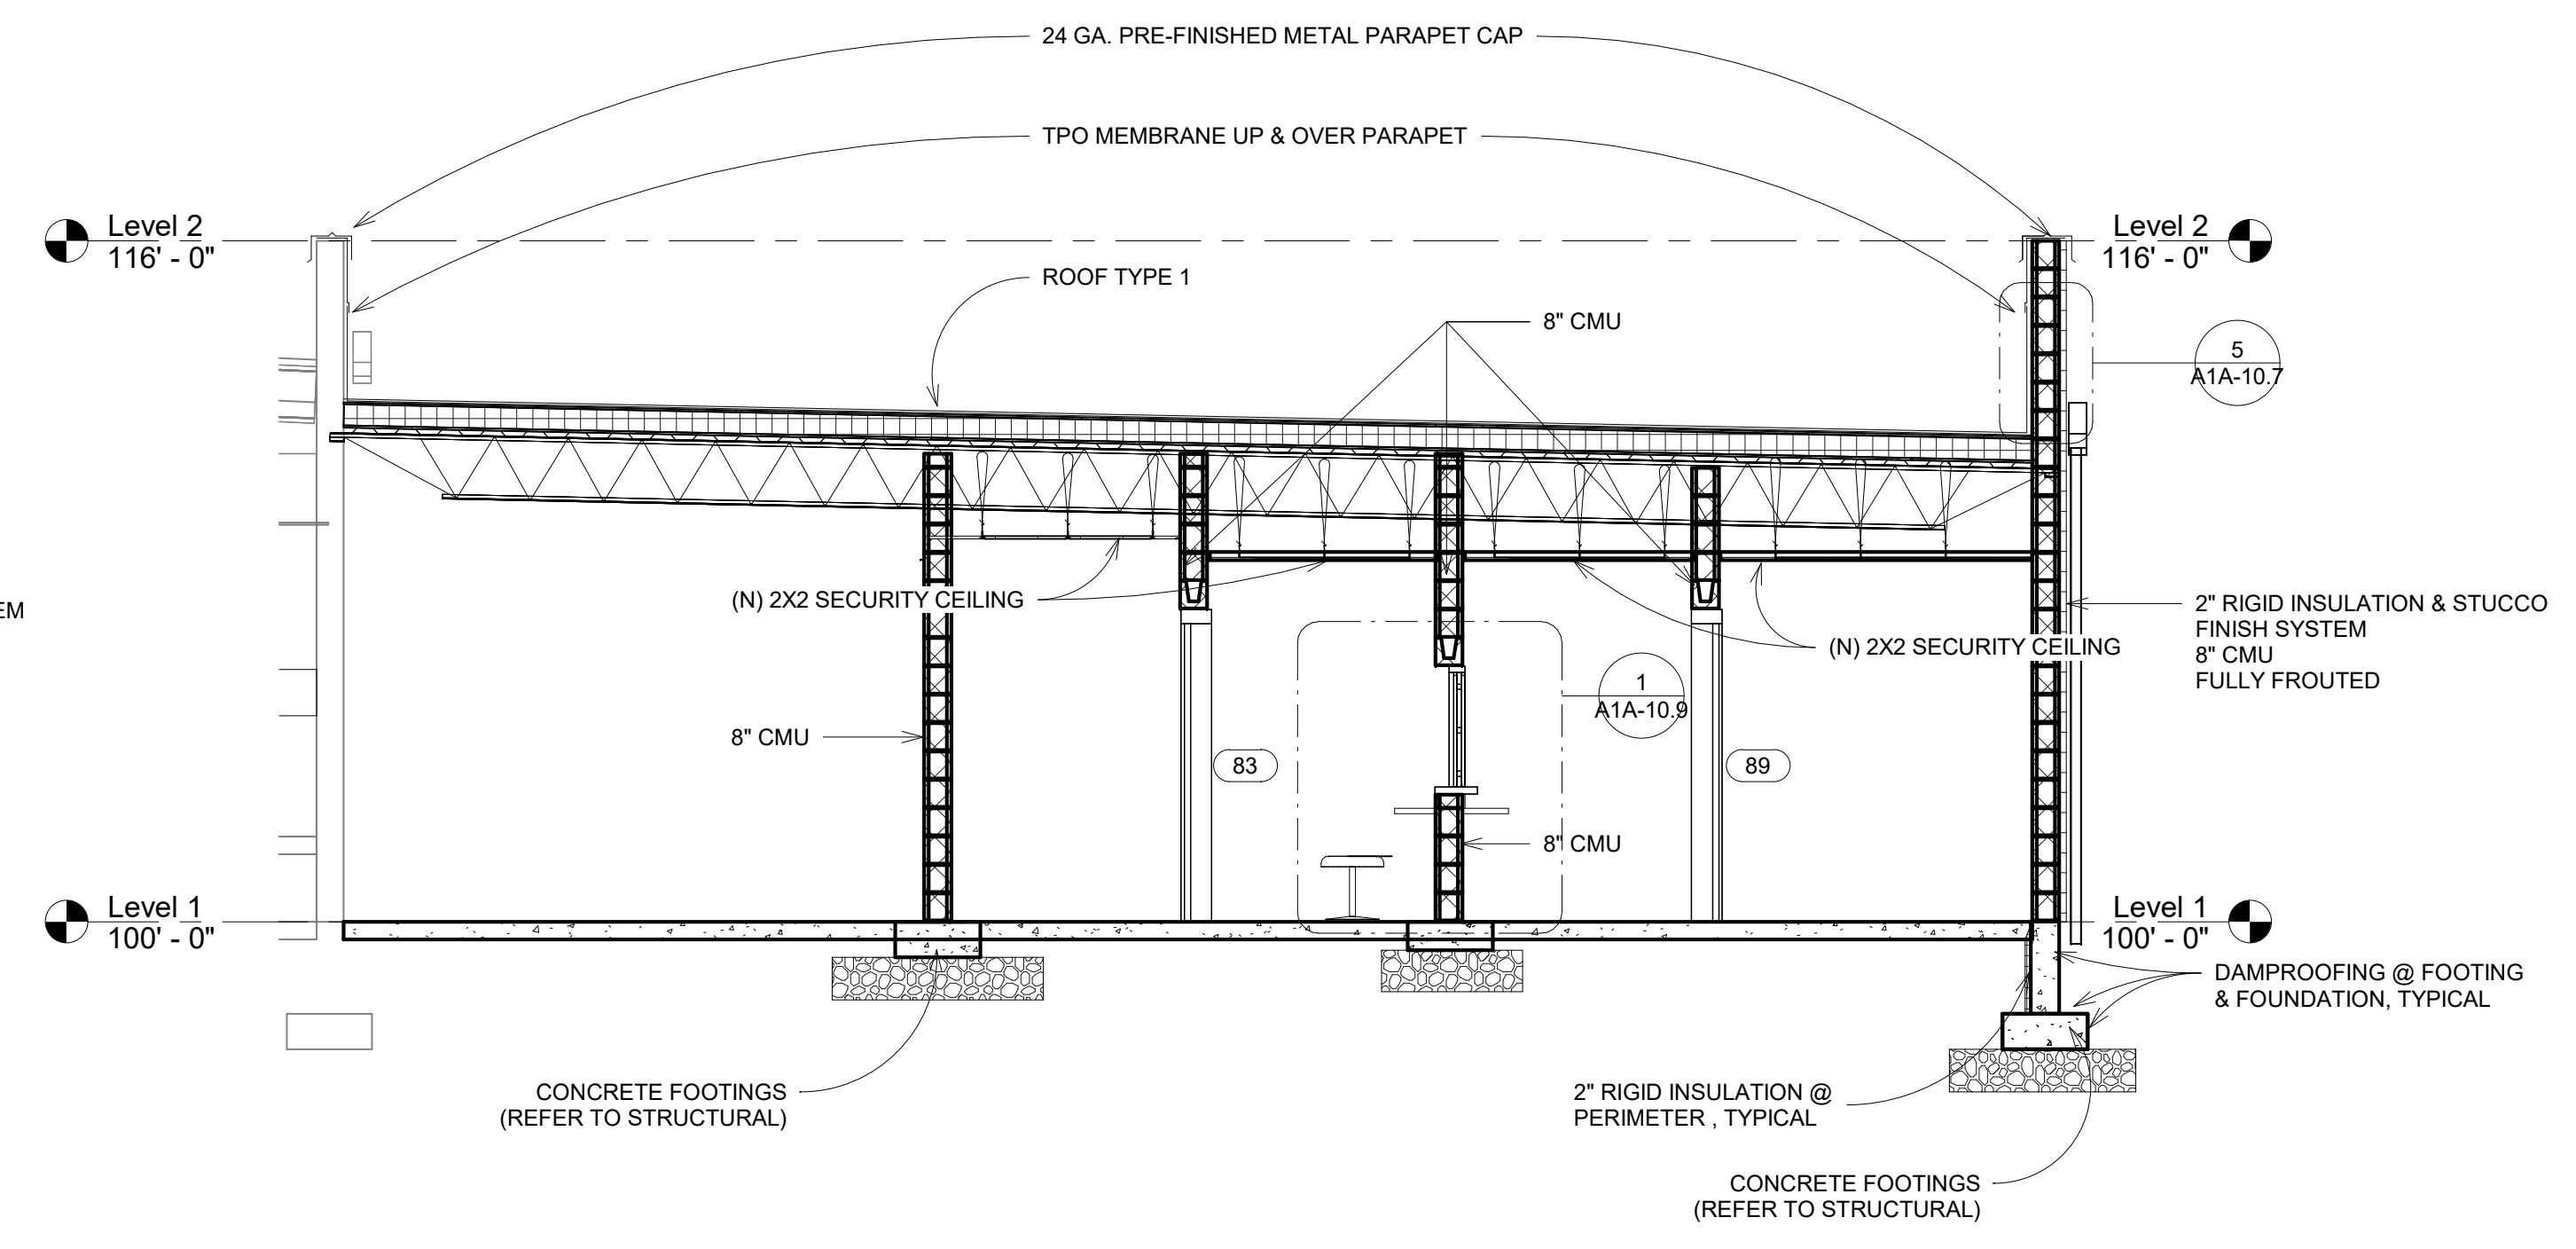 24 GA. PRE-FINISHED METAL PARAPET CAP
TPO MEMBRANE UP & OVER PARAPET
Level 2
116' - 0"
Level 2
116' - 0"
ROOF TYPE 1
8" CMU
5
A1A-10.7
EM
(N) 2X2 SECURITY CEILING
(N) 2X2 SECURITY CEILING
2" RIGID INSULATION & STUCCO
FINISH SYSTEM
8" CMU
FULLY FROUTED
1
A1A-10.9
8" CMU
83
89
8" CMU
Level 1
100' - 0"
Level 1
100' - 0"
DAMPROOFING @ FOOTING
& FOUNDATION, TYPICAL
CONCRETE FOOTINGS
(REFER TO STRUCTURAL)
2" RIGID INSULATION @
PERIMETER , TYPICAL
CONCRETE FOOTINGS
(REFER TO STRUCTURAL)